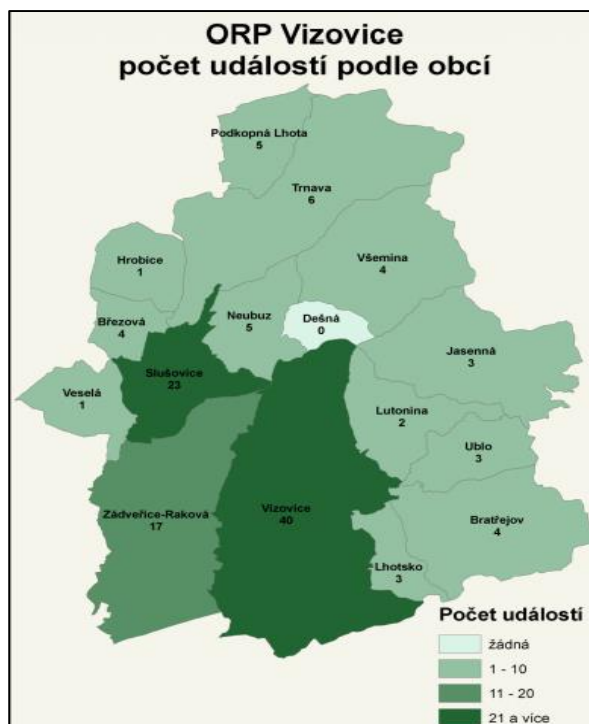 ORP Vizovice
počet událostí podle obcí
Podkopná Lhota
5
Trnava
6
Hrobice
1
Všemina
4
Březová
4
Neubuz
5
Dešná
0
Jasenná
3
Slušovice
23
Veselá
1
Lutonina
2
Ublo
3
Zádveřice-Raková
17
Vizovice
40
Bratřejov
4
Lhotsko
3
Počet událostí
žádná
1 - 10
11 - 20
21 a více